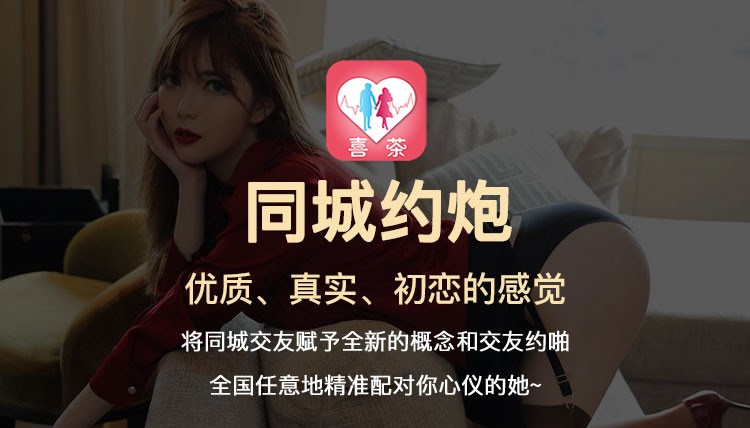 喜茶
同城约炮
优质、真实、初恋的感觉
将同城交友赋予全新的概念和交友约啪
全国任意地精准配对你心仪的她~